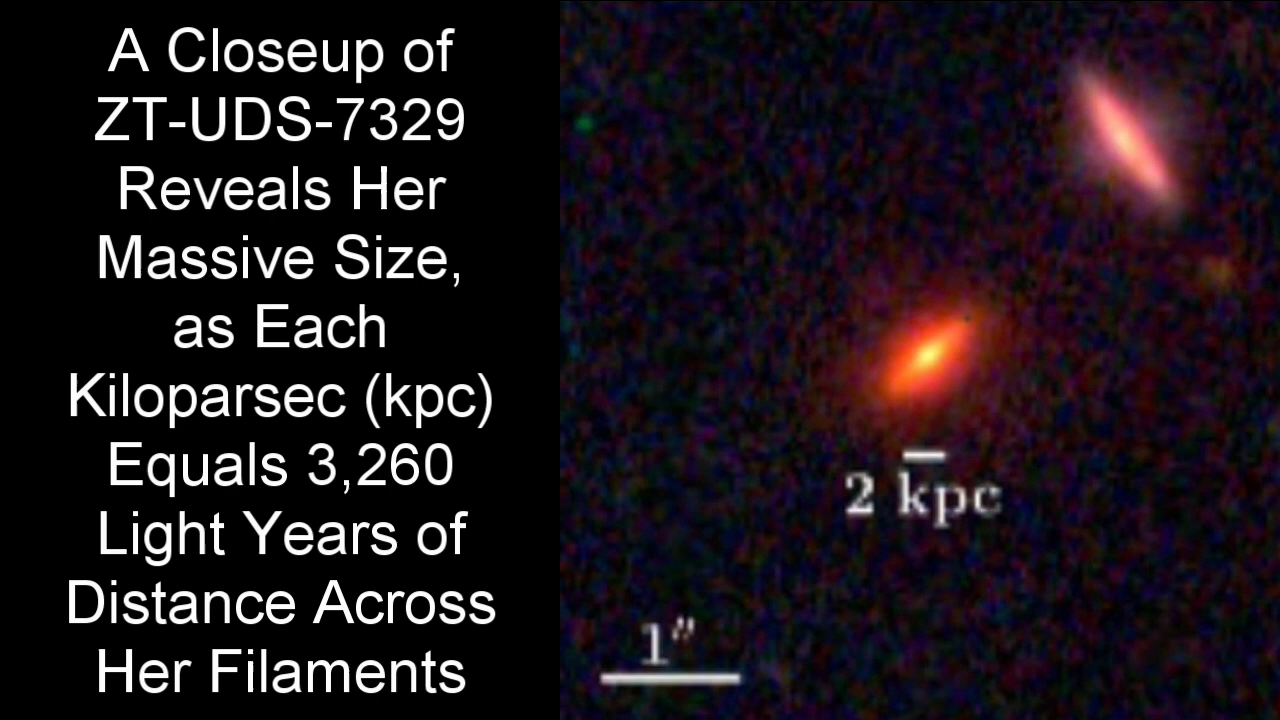 A Closeup of
ZT-UDS-7329
Reveals Her
Massive Size,
as Each
Kiloparsec (kpc)
Equals 3,260
Light Years of
Distance Across
Her Filaments
2 kpc
1"